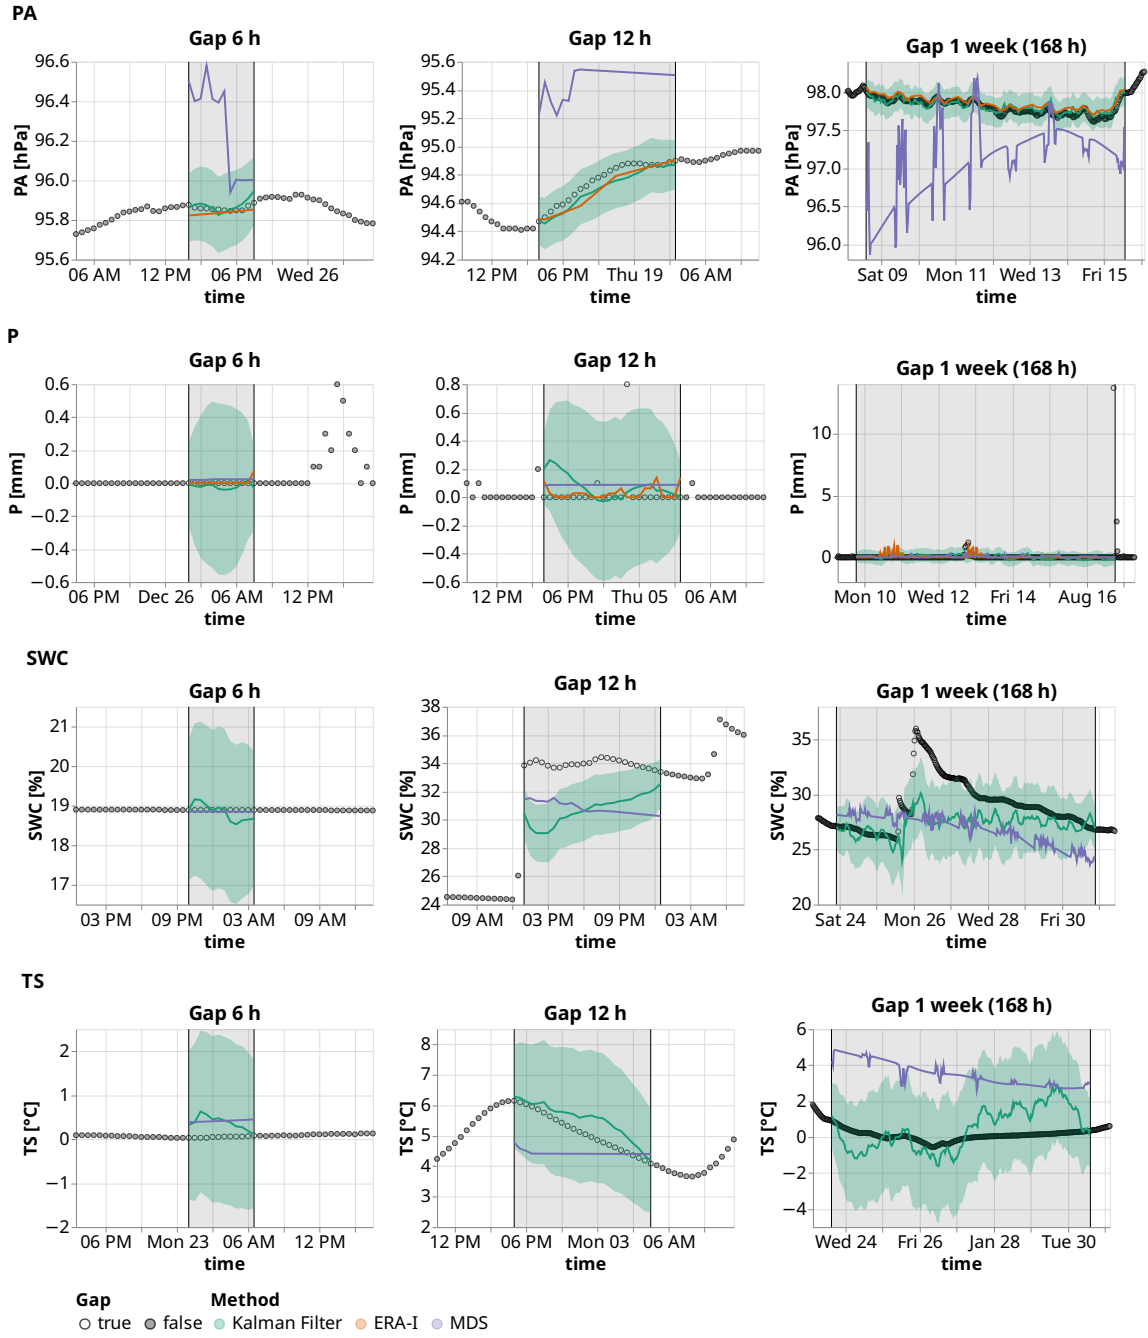 PA
Gap 6 h
Gap 12 h
Gap 1 week (168 h)
PA [hPa]
96.6
96.4
96.2
96.0
95.8
95.6
06 AM
12 PM
06 PM
Wed 26
time
PA [hPa]
95.6
95.4
95.2
95.0
94.8
94.6
94.4
94.2
12 PM
06 PM
Thu 19
06 AM
time
PA [hPa]
98.0
97.5
97.0
96.5
96.0
Sat 09
Mon 11
Wed 13
Fri 15
time
P
Gap 6 h
Gap 12 h
Gap 1 week (168 h)
P [mm]
0.6
0.4
0.2
0.0
−0.2
−0.4
−0.6
06 PM
Dec 26
06 AM
12 PM
time
P [mm]
0.8
0.6
0.4
0.2
0.0
−0.2
−0.4
−0.6
12 PM
06 PM
Thu 05
06 AM
time
P [mm]
10
5
0
Mon 10
Wed 12
Fri 14
Aug 16
time
SWC
Gap 6 h
Gap 12 h
Gap 1 week (168 h)
SWC [%]
21
20
19
18
17
03 PM
09 PM
03 AM
09 AM
time
SWC [%]
38
36
34
32
30
28
26
24
09 AM
03 PM
09 PM
03 AM
time
SWC [%]
35
30
25
20
Sat 24
Mon 26
Wed 28
Fri 30
time
TS
Gap 6 h
Gap 12 h
Gap 1 week (168 h)
TS [°C]
2
1
0
−1
−2
06 PM
Mon 23
06 AM
12 PM
time
TS [°C]
8
7
6
5
4
3
2
12 PM
06 PM
Mon 03
06 AM
time
TS [°C]
6
4
2
0
−2
−4
Wed 24
Fri 26
Jan 28
Tue 30
time
Gap
Method
true
false
Kalman Filter
ERA-I
MDS